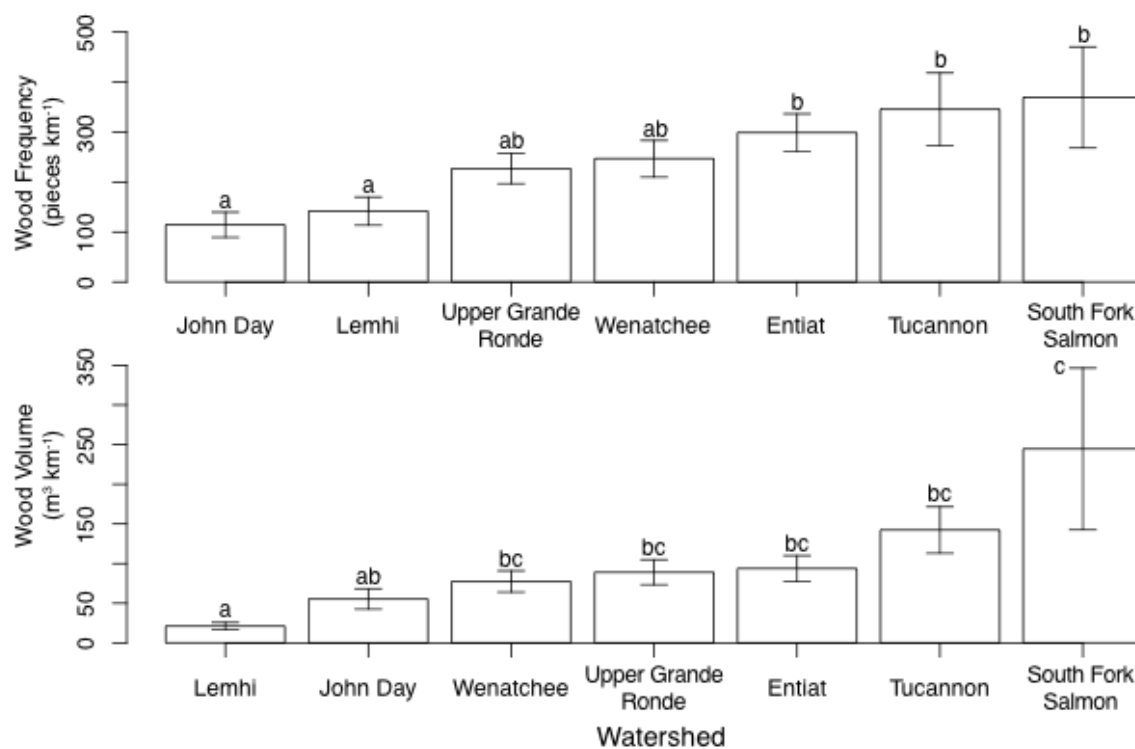 Wood Frequency
(pieces km⁻¹)
500
300
100
0
a
a
ab
ab
b
b
b
John Day
Lemhi
Upper Grande
Ronde
Wenatchee
Entiat
Tucannon
South Fork
Salmon
Wood Volume
(m³ km⁻¹)
350
250
150
50
0
a
ab
bc
bc
bc
bc
c
Lemhi
John Day
Wenatchee
Upper Grande
Ronde
Entiat
Tucannon
South Fork
Salmon
Watershed